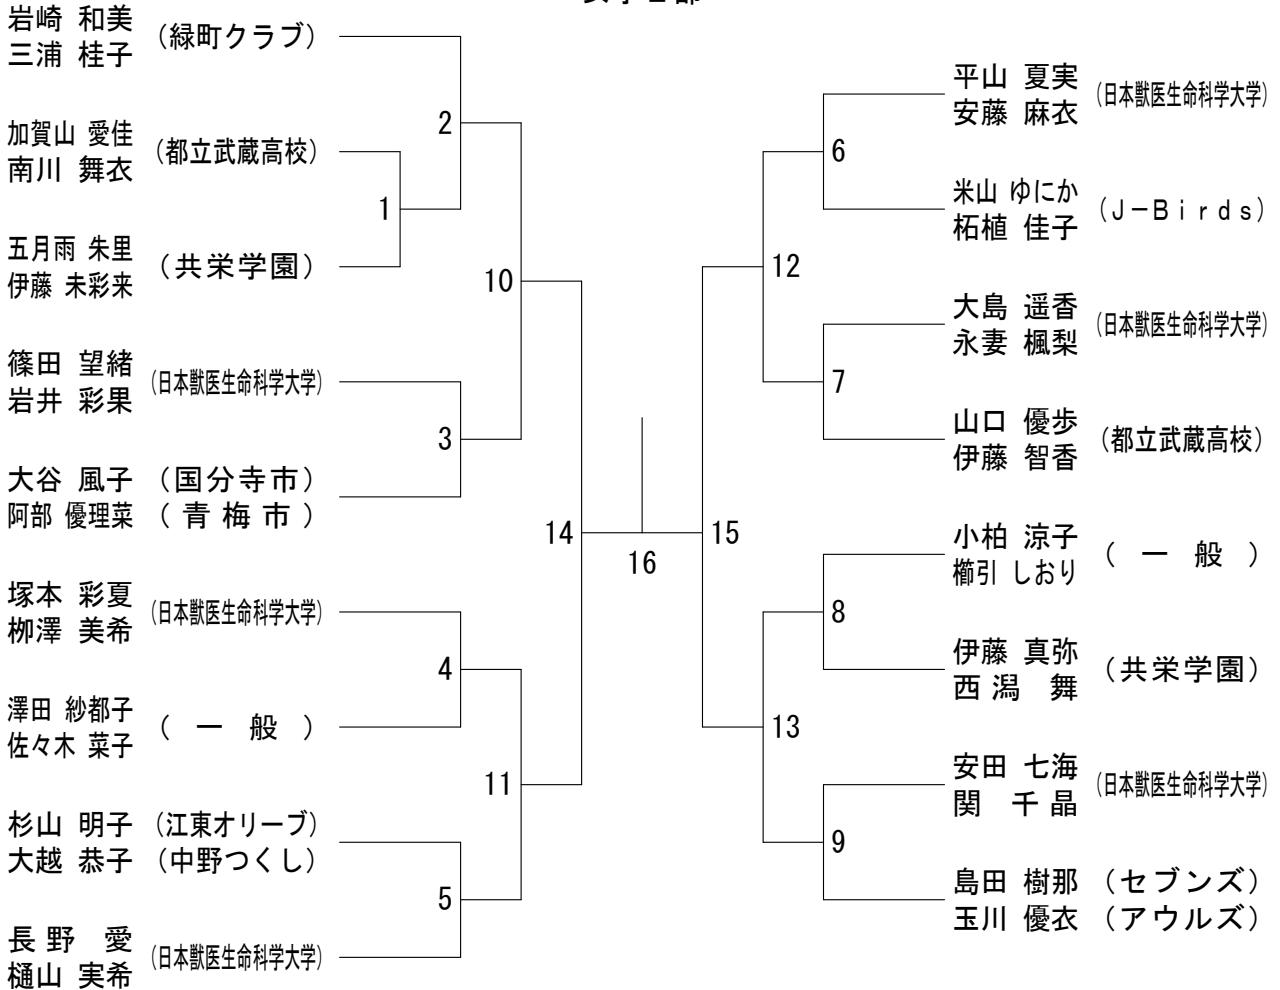 岩崎 和美 (緑町クラブ)
三浦 桂子
加賀山 愛佳 (都立武蔵高校)
南川 舞衣
五月雨 朱里 (共栄学園)
伊藤 未彩来
篠田 望緒 (日本獣医生命科学大学)
岩井 彩果
大谷 風子 (国分寺市)
阿部 優理菜 (青梅市)
塚本 彩夏 (日本獣医生命科学大学)
柳澤 美希
澤田 紗都子 (一般)
佐々木 菜子
杉山 明子 (江東オリーブ)
大越 恭子 (中野つくし)
長野 愛 (日本獣医生命科学大学)
樋山 実希
1
2
3
4
5
10
11
14
16
15
12
13
6
7
8
9
平山 夏実 (日本獣医生命科学大学)
安藤 麻衣
米山 ゆにか (J-Birds)
柘植 佳子
大島 遥香 (日本獣医生命科学大学)
永妻 楓梨
山口 優歩 (都立武蔵高校)
伊藤 智香
小柏 涼子 (一般)
櫛引 しおり
伊藤 真弥 (共栄学園)
西潟 舞
安田 七海 (日本獣医生命科学大学)
関 千晶
島田 樹那 (セブンズ)
玉川 優衣 (アウルズ)